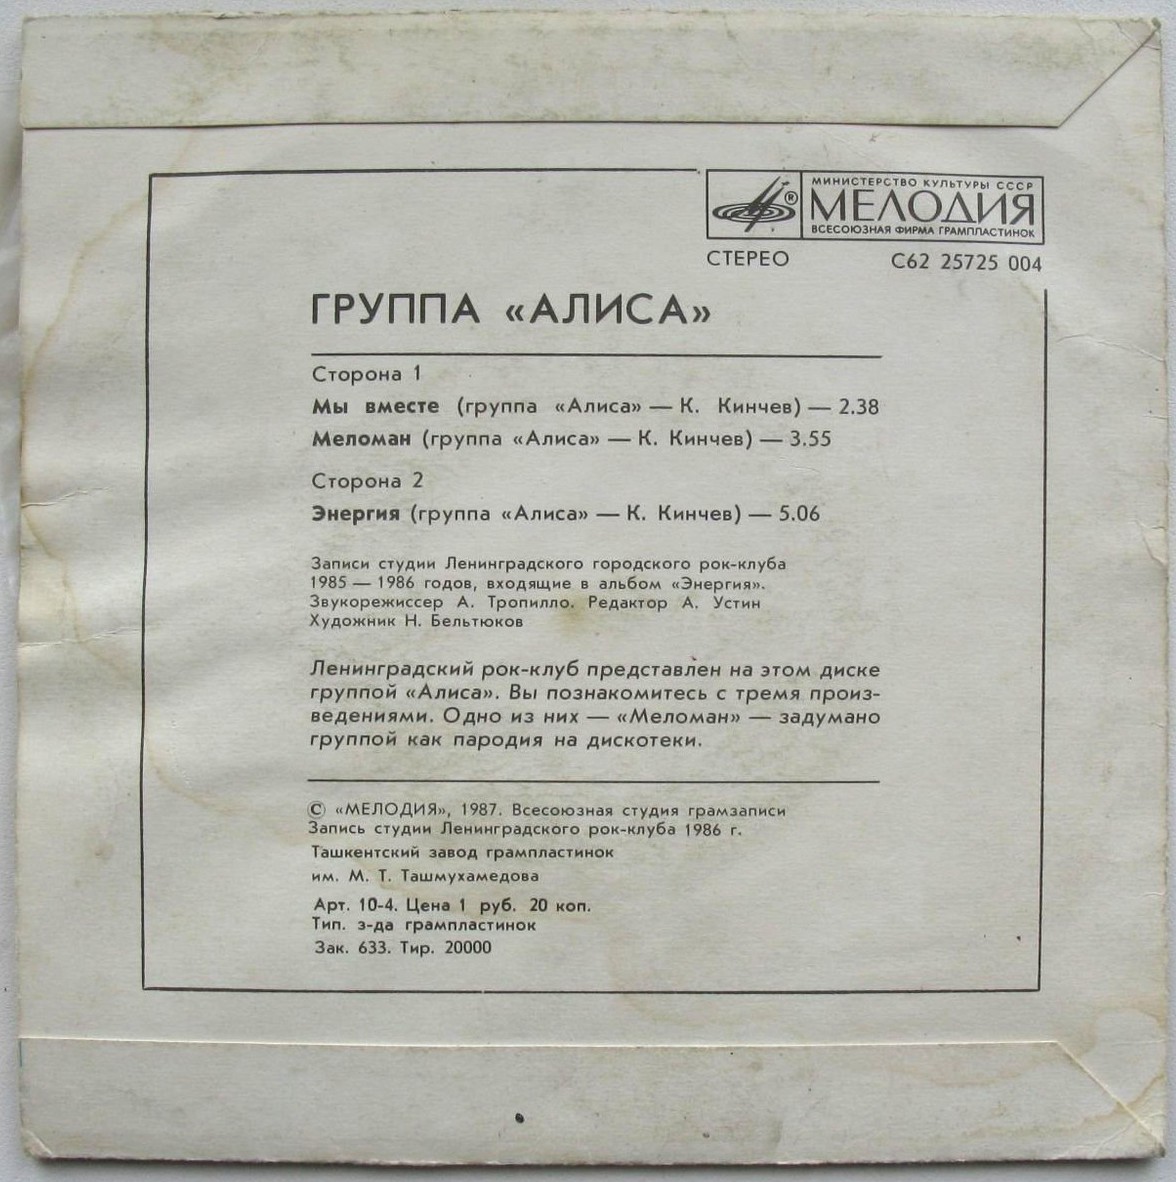 ®
МИНИСТЕРСТВО КУЛЬТУРЫ СССР
МЕЛОДИЯ
ВСЕСОЮЗНАЯ ФИРМА ГРАМПЛАСТИНОК
СТЕРЕО С62 25725 004
ГРУППА «АЛИСА»
Сторона 1
Мы вместе (группа «Алиса» — К. Кинчев) — 2.38
Меломан (группа «Алиса» — К. Кинчев) — 3.55
Сторона 2
Энергия (группа «Алиса» — К. Кинчев) — 5.06
Записи студии Ленинградского городского рок-клуба
1985 — 1986 годов, входящие в альбом «Энергия».
Звукорежиссер А. Тропилло. Редактор А. Устин
Художник Н. Бельтюков
Ленинградский рок-клуб представлен на этом диске
группой «Алиса». Вы познакомитесь с тремя произ-
ведениями. Одно из них — «Меломан» — задумано
группой как пародия на дискотеки.
© «МЕЛОДИЯ», 1987. Всесоюзная студия грамзаписи
Запись студии Ленинградского рок-клуба 1986 г.
Ташкентский завод грампластинок
им. М. Т. Ташмухамедова
Арт. 10-4. Цена 1 руб. 20 коп.
Тип. з-да грампластинок
Зак. 633. Тир. 20000